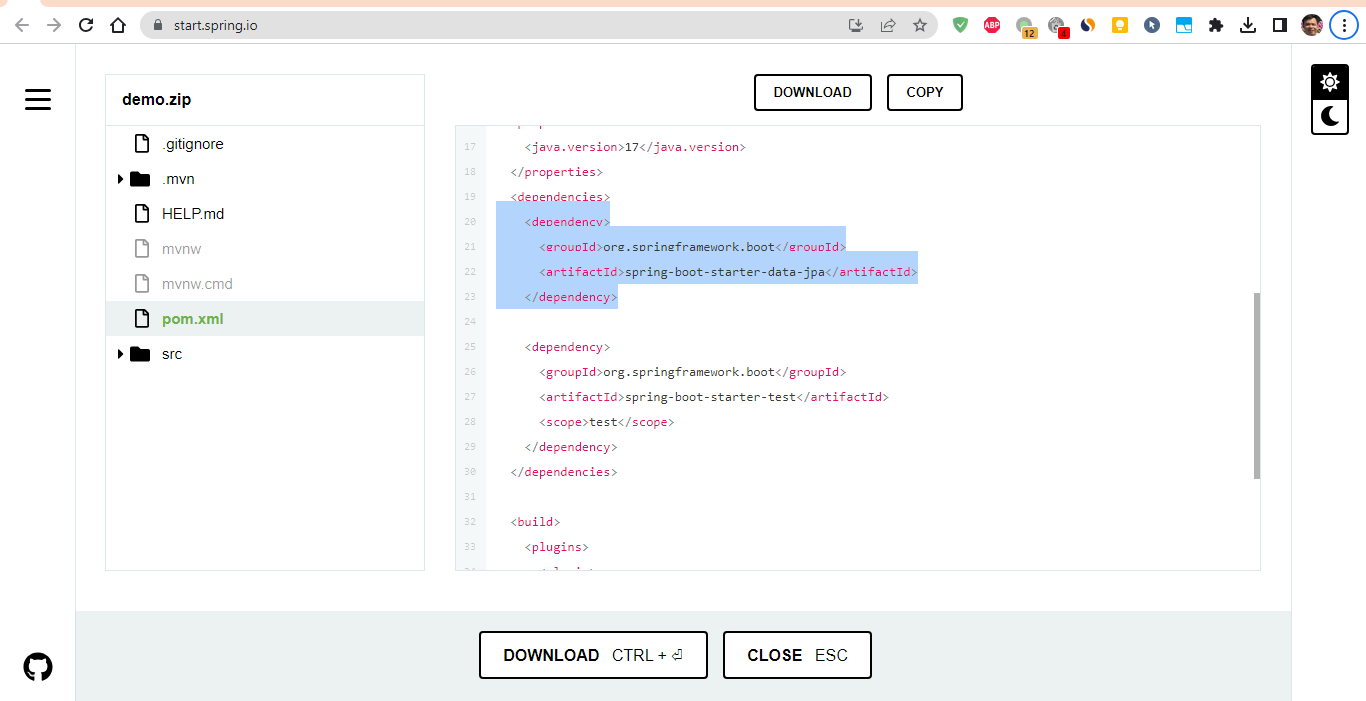 start.spring.io
ABP
12
4
demo.zip
DOWNLOAD
COPY
.gitignore
.mvn
HELP.md
mvnw
mvnw.cmd
pom.xml
src
17 <java.version>17</java.version>
18 </properties>
19 <dependencies>
20 <dependency>
21 <groupId>org.springframework.boot</groupId>
22 <artifactId>spring-boot-starter-data-jpa</artifactId>
23 </dependency>
24
25 <dependency>
26 <groupId>org.springframework.boot</groupId>
27 <artifactId>spring-boot-starter-test</artifactId>
28 <scope>test</scope>
29 </dependency>
30 </dependencies>
31
32 <build>
33 <plugins>
DOWNLOAD CTRL + ⏎
CLOSE ESC